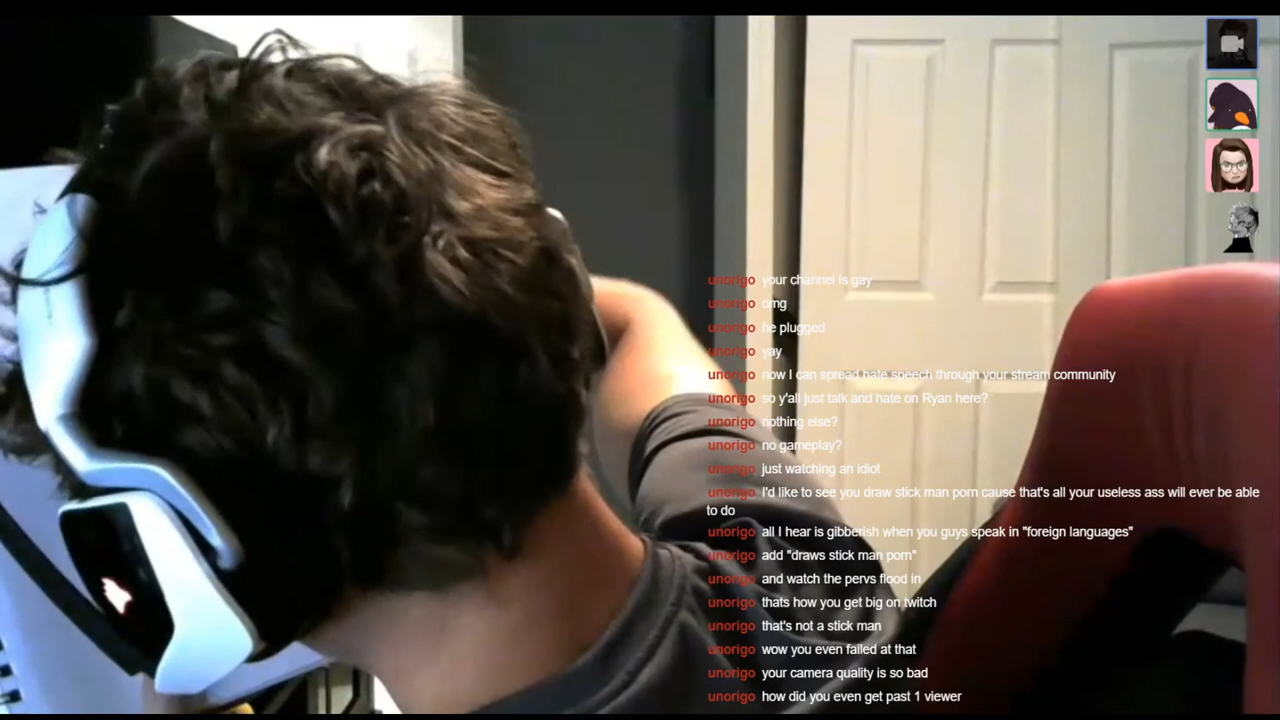 unorigo your channel is gay
unorigo omg
unorigo he plugged
unorigo yay
unorigo now I can spread hate speech through your stream community
unorigo so y'all just talk and hate on Ryan here?
unorigo nothing else?
unorigo no gameplay?
unorigo just watching an idiot
unorigo I'd like to see you draw stick man porn cause that's all your useless ass will ever be able
to do
unorigo all I hear is gibberish when you guys speak in "foreign languages"
unorigo add "draws stick man porn"
unorigo and watch the pervs flood in
unorigo thats how you get big on twitch
unorigo that's not a stick man
unorigo wow you even failed at that
unorigo your camera quality is so bad
unorigo how did you even get past 1 viewer